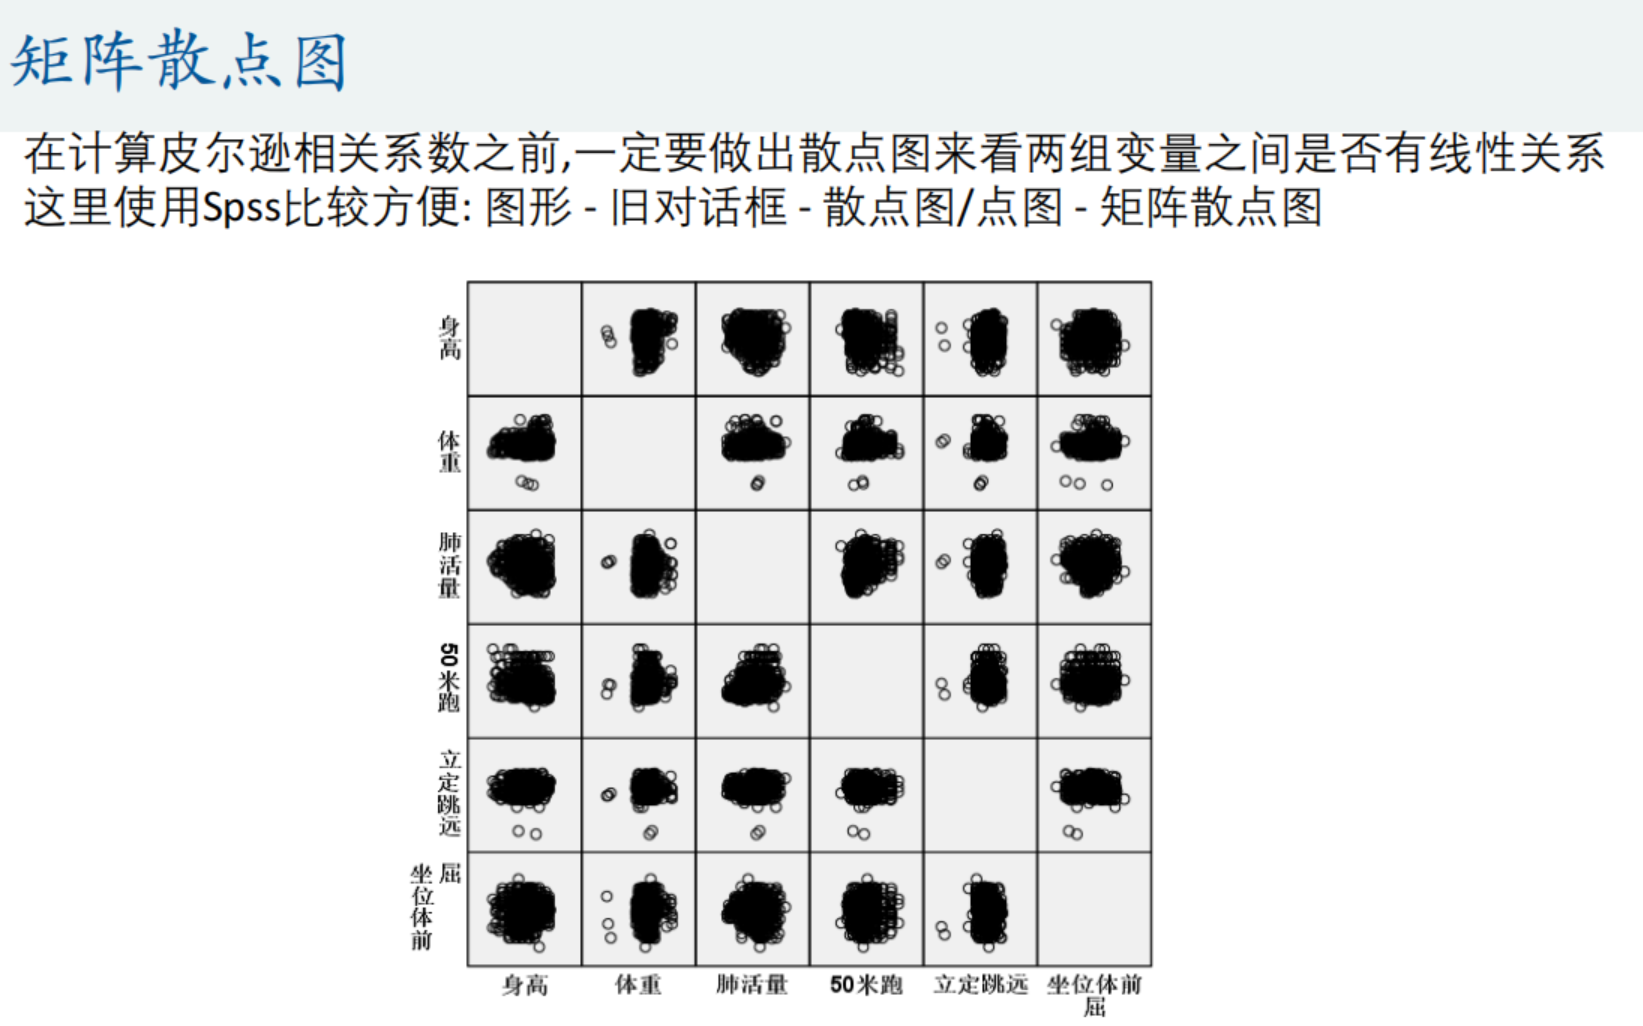 矩阵散点图
在计算皮尔逊相关系数之前,一定要做出散点图来看两组变量之间是否有线性关系
这里使用Spss比较方便: 图形 - 旧对话框 - 散点图/点图 - 矩阵散点图
身高
体重
肺活量
50米跑
立定跳远
坐位体前屈
身高
体重
肺活量
50米跑
立定跳远
坐位体前
屈